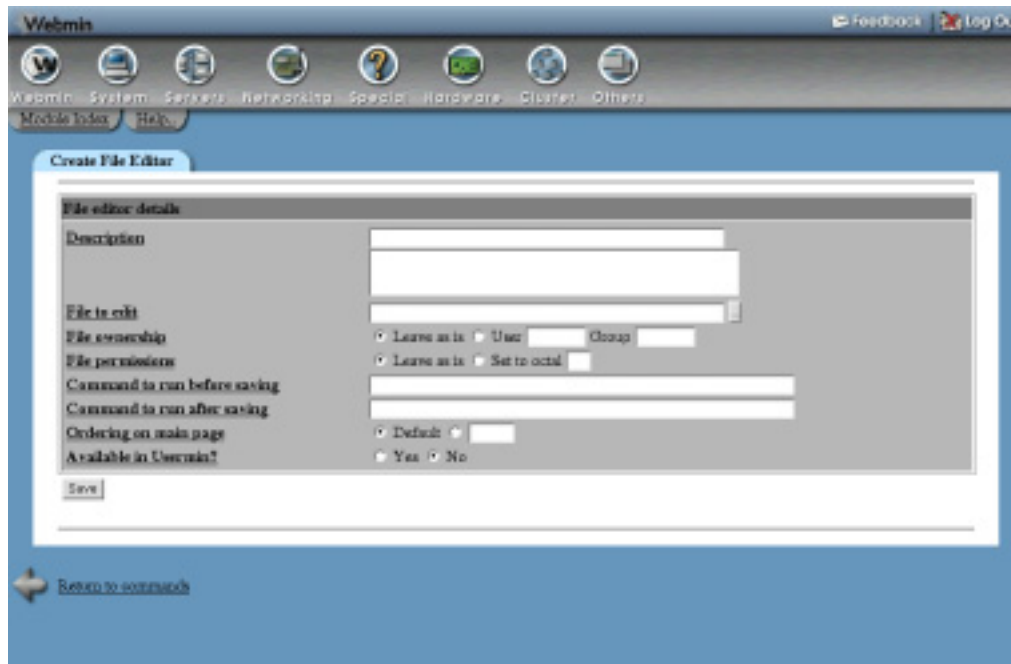 Webmin
Feedback | Log Ou
Webmin System Servers Networking Special Hardware Cluster Others
Module Index Help..
Create File Editor
File editor details
Description
File to edit
File ownership Leave as is User Group
File permissions Leave as is Set to octal
Command to run before saving
Command to run after saving
Ordering on main page Default
Available in Usermin? Yes No
Save
Return to commands